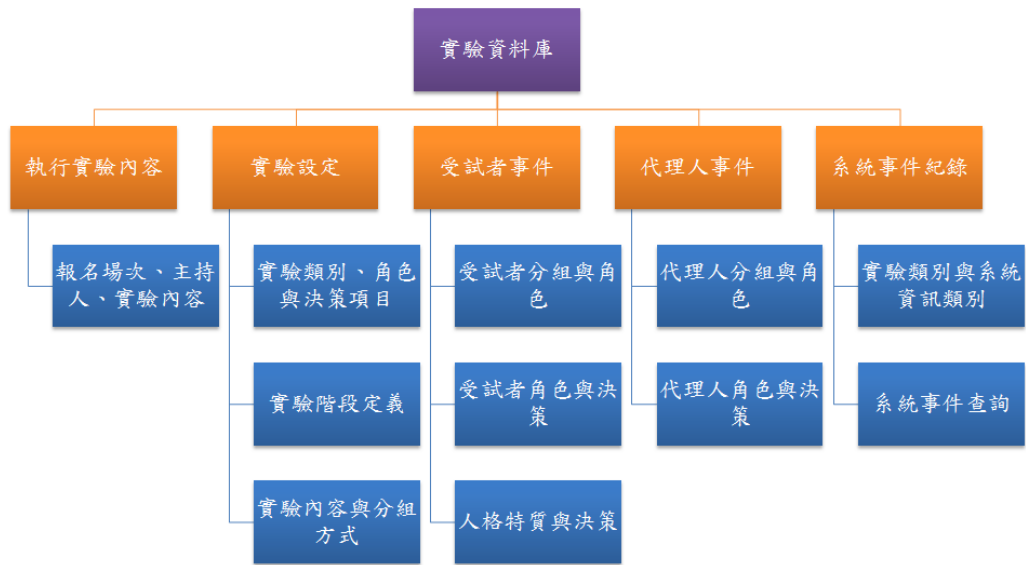 實驗資料庫
執行實驗內容
實驗設定
受試者事件
代理人事件
系統事件紀錄
報名場次、主持
人、實驗內容
實驗類別、角色
與決策項目
受試者分組與角
色
代理人分組與角
色
實驗類別與系統
資訊類別
實驗階段定義
受試者角色與決
策
代理人角色與決
策
系統事件查詢
實驗內容與分組
方式
人格特質與決策